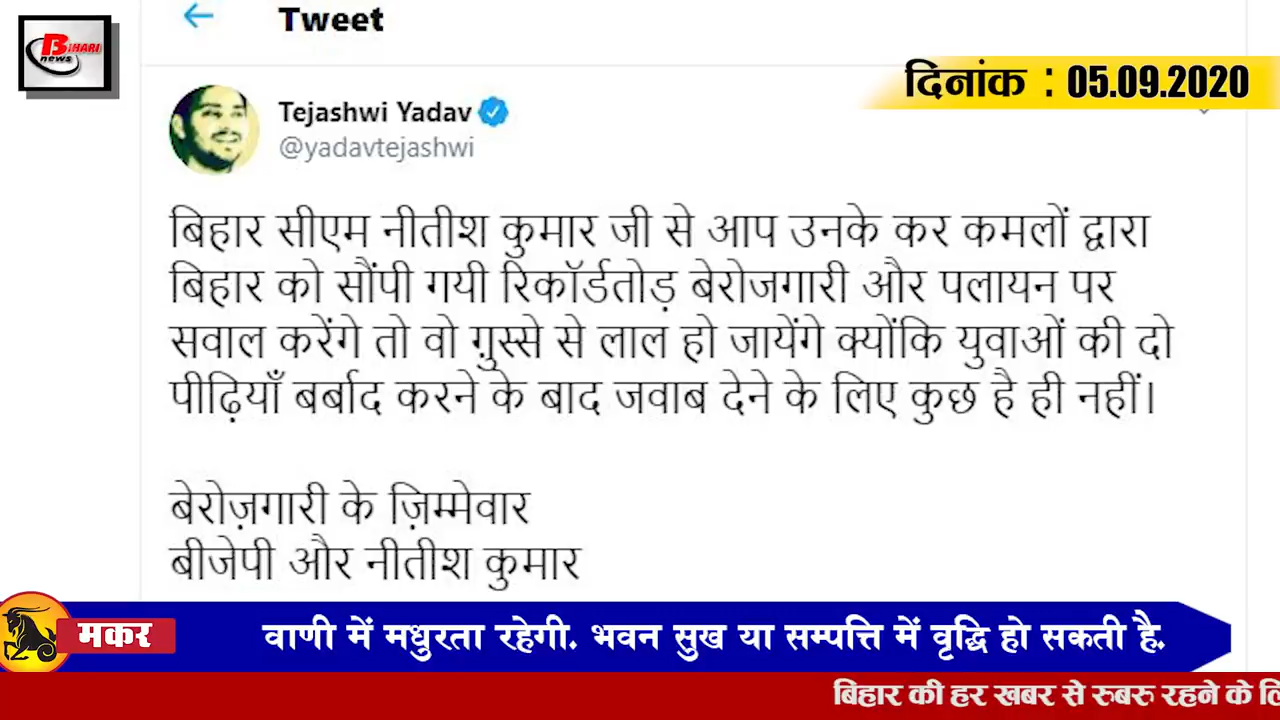 Tweet
BIHARI
news
दिनांक : 05.09.2020
Tejashwi Yadav
@yadavtejashwi
बिहार सीएम नीतीश कुमार जी से आप उनके कर कमलों द्वारा
बिहार को सौंपी गयी रिकॉर्डतोड़ बेरोजगारी और पलायन पर
सवाल करेंगे तो वो ग़ुस्से से लाल हो जायेंगे क्योंकि युवाओं की दो
पीढ़ियाँ बर्बाद करने के बाद जवाब देने के लिए कुछ है ही नहीं।
बेरोज़गारी के ज़िम्मेवार
बीजेपी और नीतीश कुमार
मकर
वाणी में मधुरता रहेगी. भवन सुख या सम्पत्ति में वृद्धि हो सकती है.
बिहार की हर खबर से रुबरु रहने के